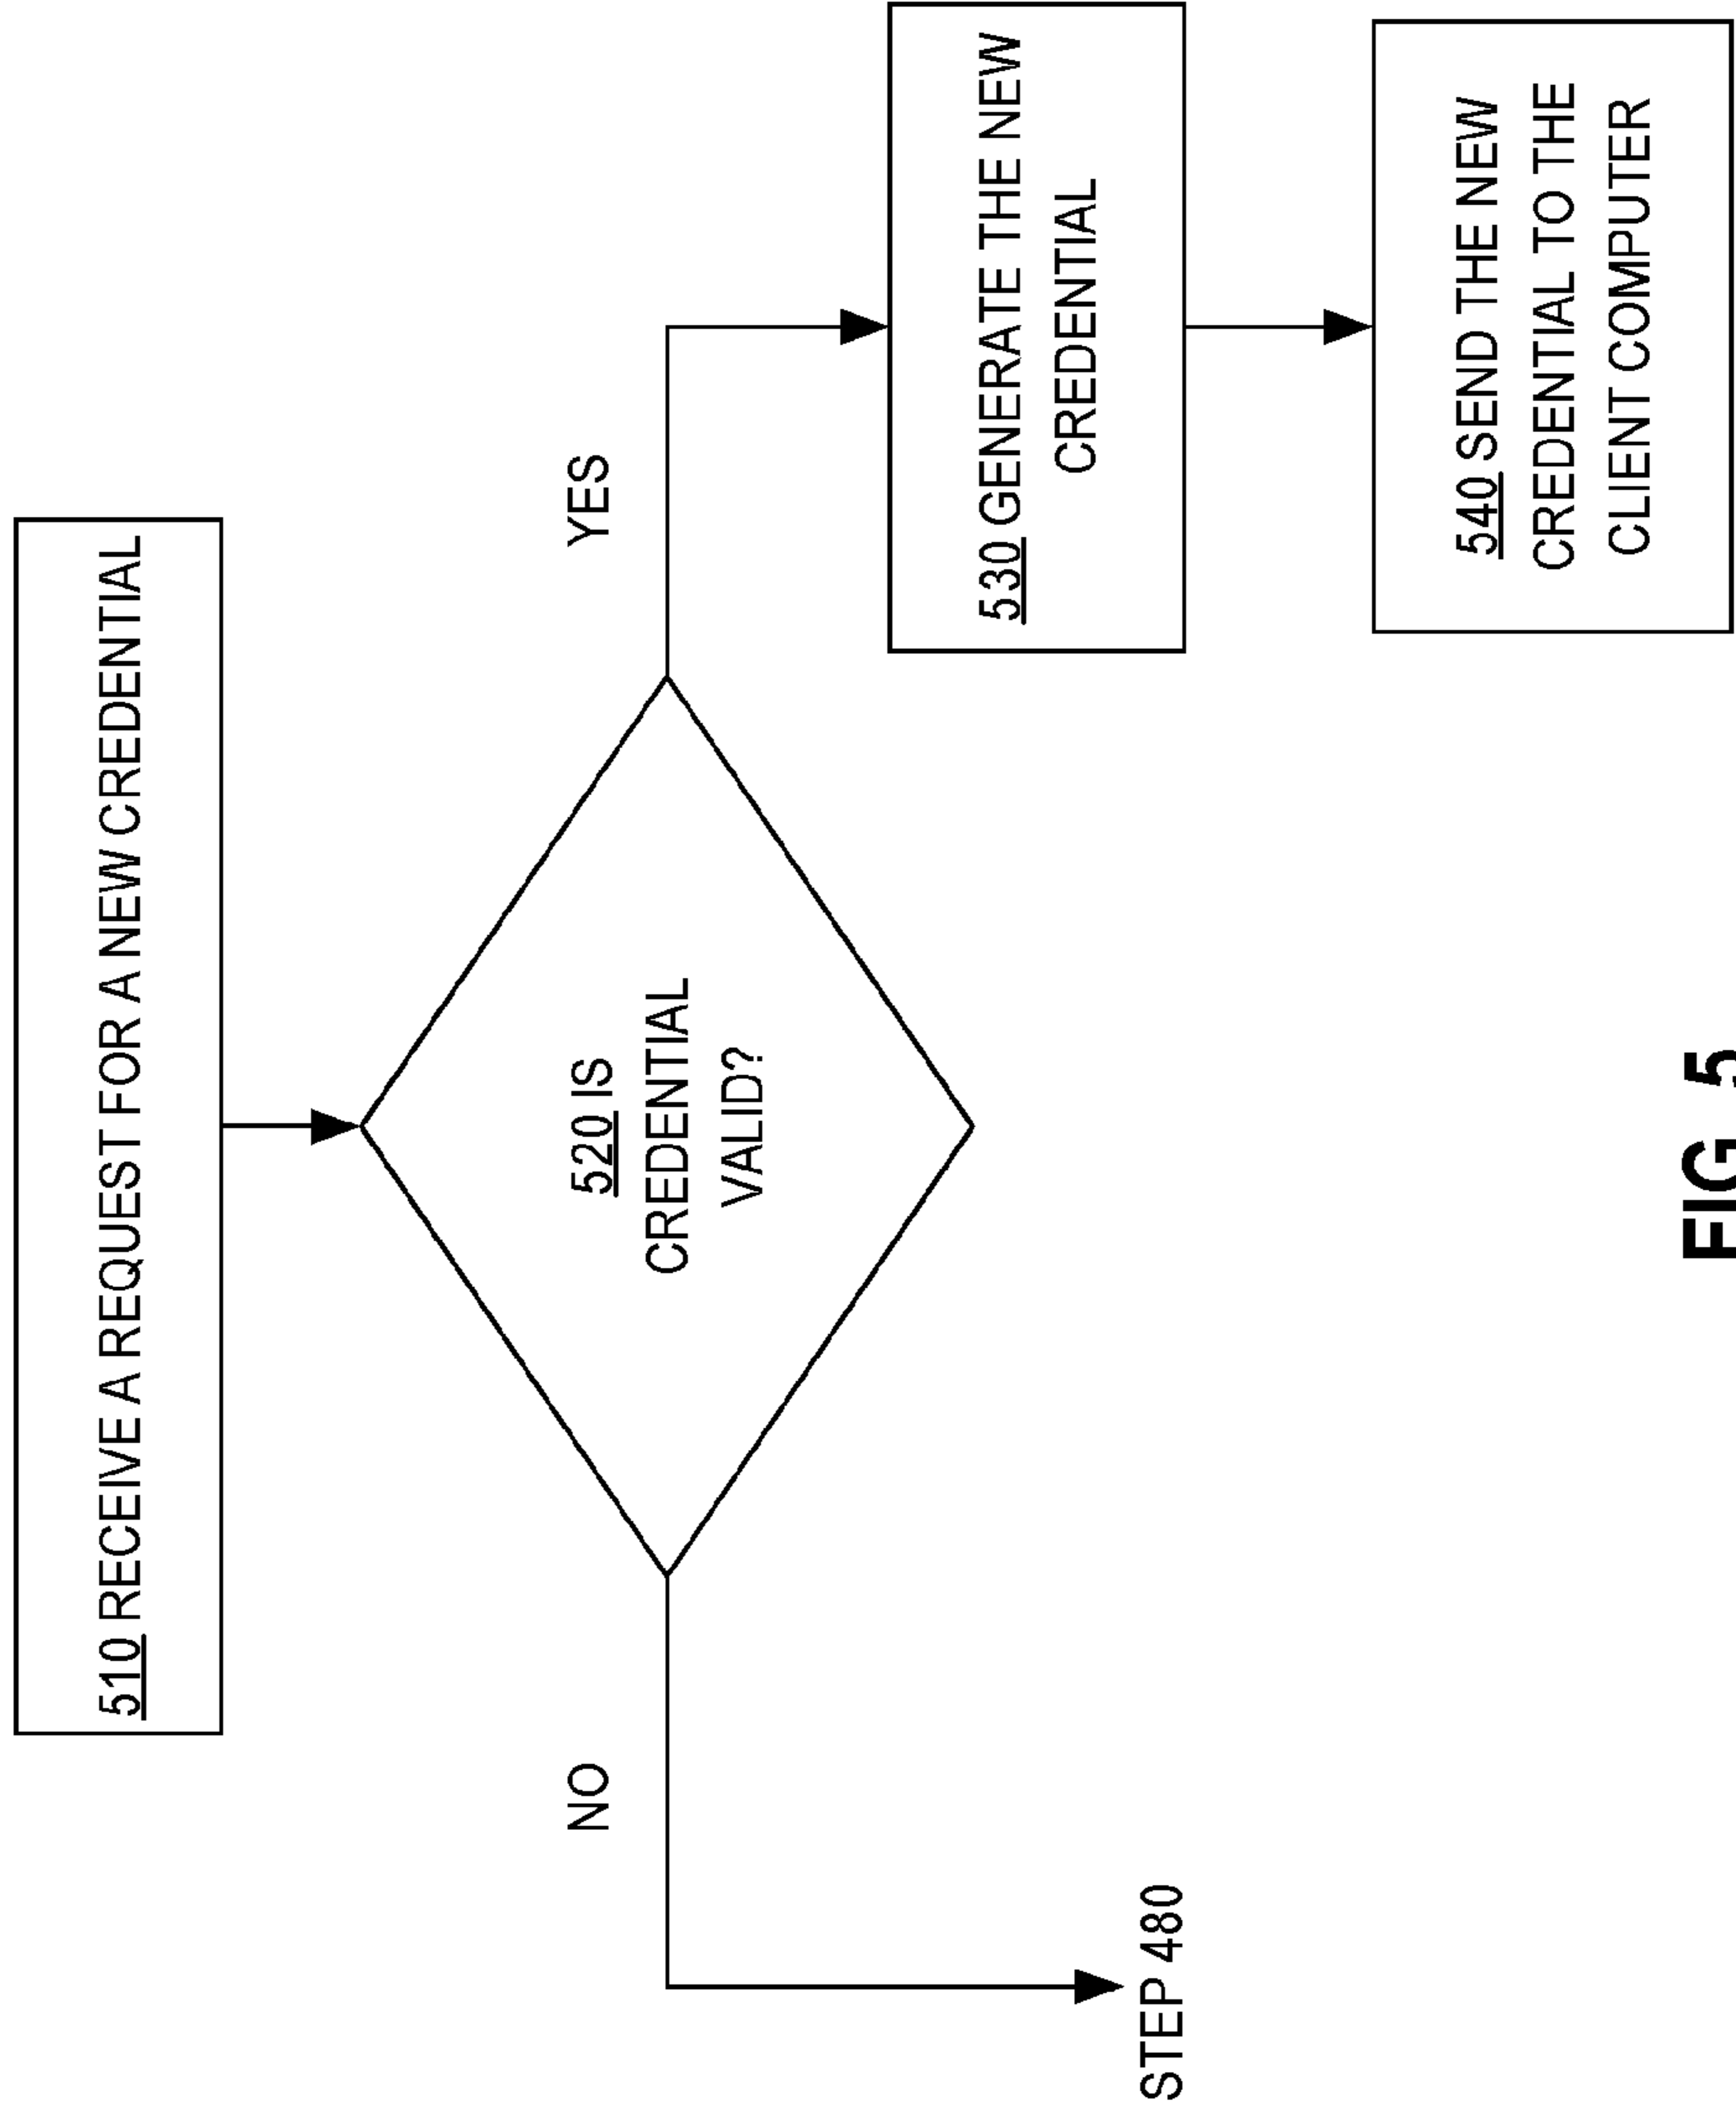 510 RECEIVE A REQUEST FOR A NEW CREDENTIAL
520 IS
CREDENTIAL
VALID?
NO
YES
STEP 480
530 GENERATE THE NEW
CREDENTIAL
540 SEND THE NEW
CREDENTIAL TO THE
CLIENT COMPUTER
FIG. 5